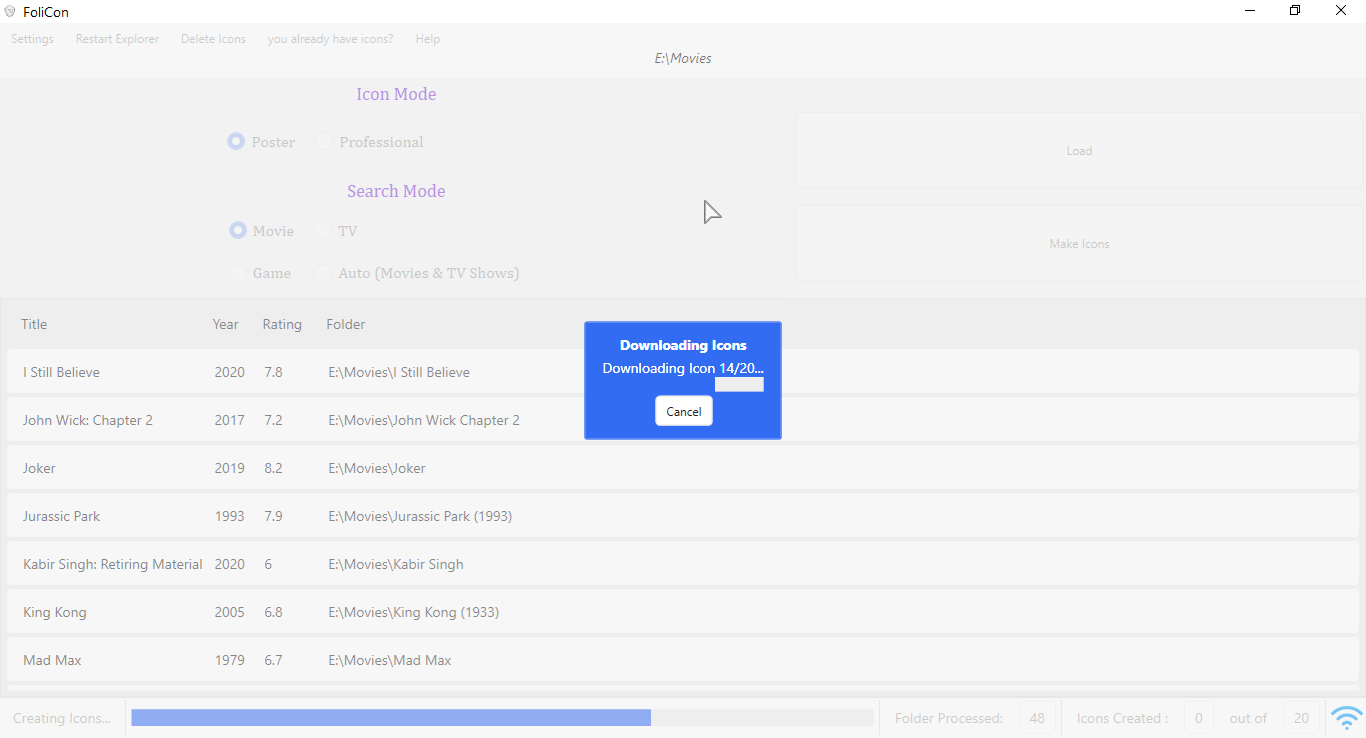 FoliCon
Settings Restart Explorer Delete Icons you already have icons? Help
E:\Movies
Icon Mode
Poster Professional
Load
Search Mode
Movie TV
Make Icons
Game Auto (Movies & TV Shows)
Title Year Rating Folder
Downloading Icons
Downloading Icon 14/20...
Cancel
I Still Believe 2020 7.8 E:\Movies\I Still Believe
John Wick: Chapter 2 2017 7.2 E:\Movies\John Wick Chapter 2
Joker 2019 8.2 E:\Movies\Joker
Jurassic Park 1993 7.9 E:\Movies\Jurassic Park (1993)
Kabir Singh: Retiring Material 2020 6 E:\Movies\Kabir Singh
King Kong 2005 6.8 E:\Movies\King Kong (1933)
Mad Max 1979 6.7 E:\Movies\Mad Max
Creating Icons... Folder Processed: 48 Icons Created : 0 out of 20